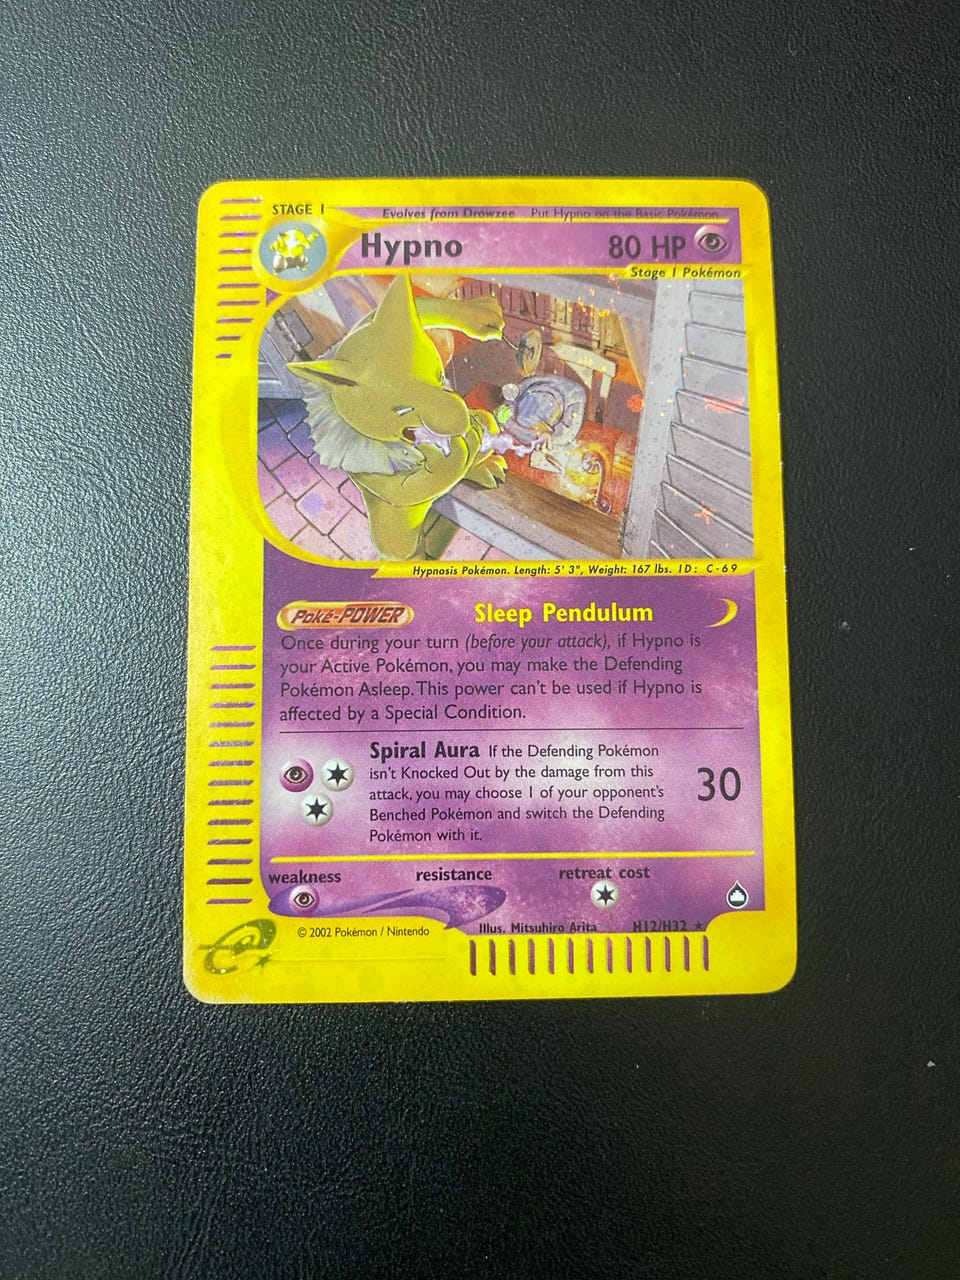 STAGE 1
Evolves from Drowzee Put Hypno on the Basic Pokémon
Hypno 80 HP
Stage 1 Pokémon
Hypnosis Pokémon. Length: 5' 3", Weight: 167 lbs. ID: C-69
Poké-POWER Sleep Pendulum
Once during your turn (before your attack), if Hypno is
your Active Pokémon, you may make the Defending
Pokémon Asleep. This power can't be used if Hypno is
affected by a Special Condition.
Spiral Aura If the Defending Pokémon
isn't Knocked Out by the damage from this
attack, you may choose 1 of your opponent's
Benched Pokémon and switch the Defending
Pokémon with it.
30
weakness resistance retreat cost
e
© 2002 Pokémon / Nintendo Illus. Mitsuhiro Arita H12/H32 ★